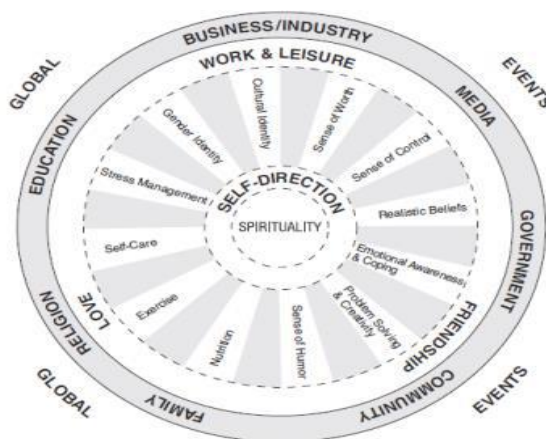 GLOBAL
EVENTS
BUSINESS/INDUSTRY
MEDIA
GOVERNMENT
COMMUNITY
FAMILY
RELIGION
EDUCATION
GLOBAL
EVENTS
WORK & LEISURE
FRIENDSHIP
LOVE
Sense of Worth
Sense of Control
Realistic Beliefs
Emotional Awareness
& Coping
Problem Solving
& Creativity
Sense of Humor
Nutrition
Exercise
Self-Care
Stress Management
Gender Identity
Cultural Identity
SELF-DIRECTION
SPIRITUALITY